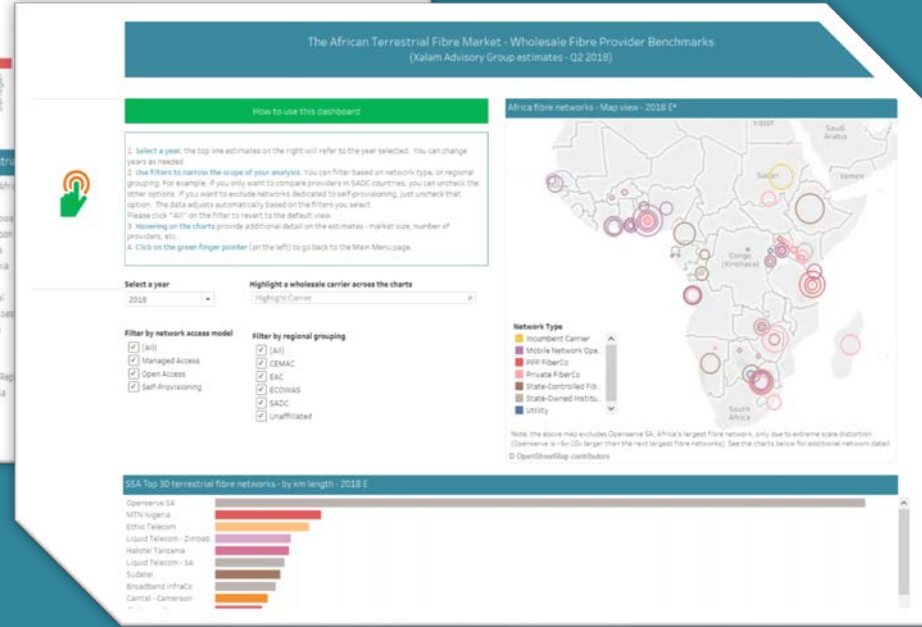 The African Terrestrial Fibre Market - Wholesale Fibre Provider Benchmarks
(Xalam Advisory Group estimates - Q2 2018)
How to use this dashboard
1. Select a year, the top line estimates on the right will refer to the year selected. You can change
years as needed.
2. Use filters to narrow the scope of your analysis. You can filter based on network type, or regional
grouping. For example, if you only want to compare providers in SADC countries, you can uncheck the
other options. If you want to exclude networks dedicated to self-provisioning, just uncheck that
option. The data adjusts automatically based on the filters you select.
Please click "All" on the filter to revert to the default view.
3. Hovering on the charts provide additional detail on the estimates - market size, number of
providers, etc.
4. Click on the green finger pointer (on the left) to go back to the Main Menu page.
Select a year
2018
Highlight a wholesale carrier across the charts
Highlight Carrier
Filter by network access model
(All)
Managed Access
Open Access
Self-Provisioning
Filter by regional grouping
(All)
CEMAC
EAC
ECOWAS
SADC
Unaffiliated
Africa fibre networks - Map view - 2018 E*
Egypt
Saudi
Arabia
Sudan
Yemen
Congo
(Kinshasa)
South
Africa
Network Type
Incumbent Carrier
Mobile Network Ope..
PPP FiberCo
Private FiberCo
State-Controlled Fib..
State-Owned Institu..
Utility
Note: the above map excludes Openserve SA, Africa's largest fibre network, only due to extreme scale distortion
(Openserve is ~6x-10x larger than the next largest fibre networks). See the charts below for additional network detail.
© OpenStreetMap contributors
SSA Top 30 terrestrial fibre networks - by km length - 2018 E
Openserve SA
MTN Nigeria
Ethio Telecom
Liquid Telecom - Zimbab..
Halotel Tanzania
Liquid Telecom - SA
Sudatel
Broadband InfraCo
Camtel - Cameroon